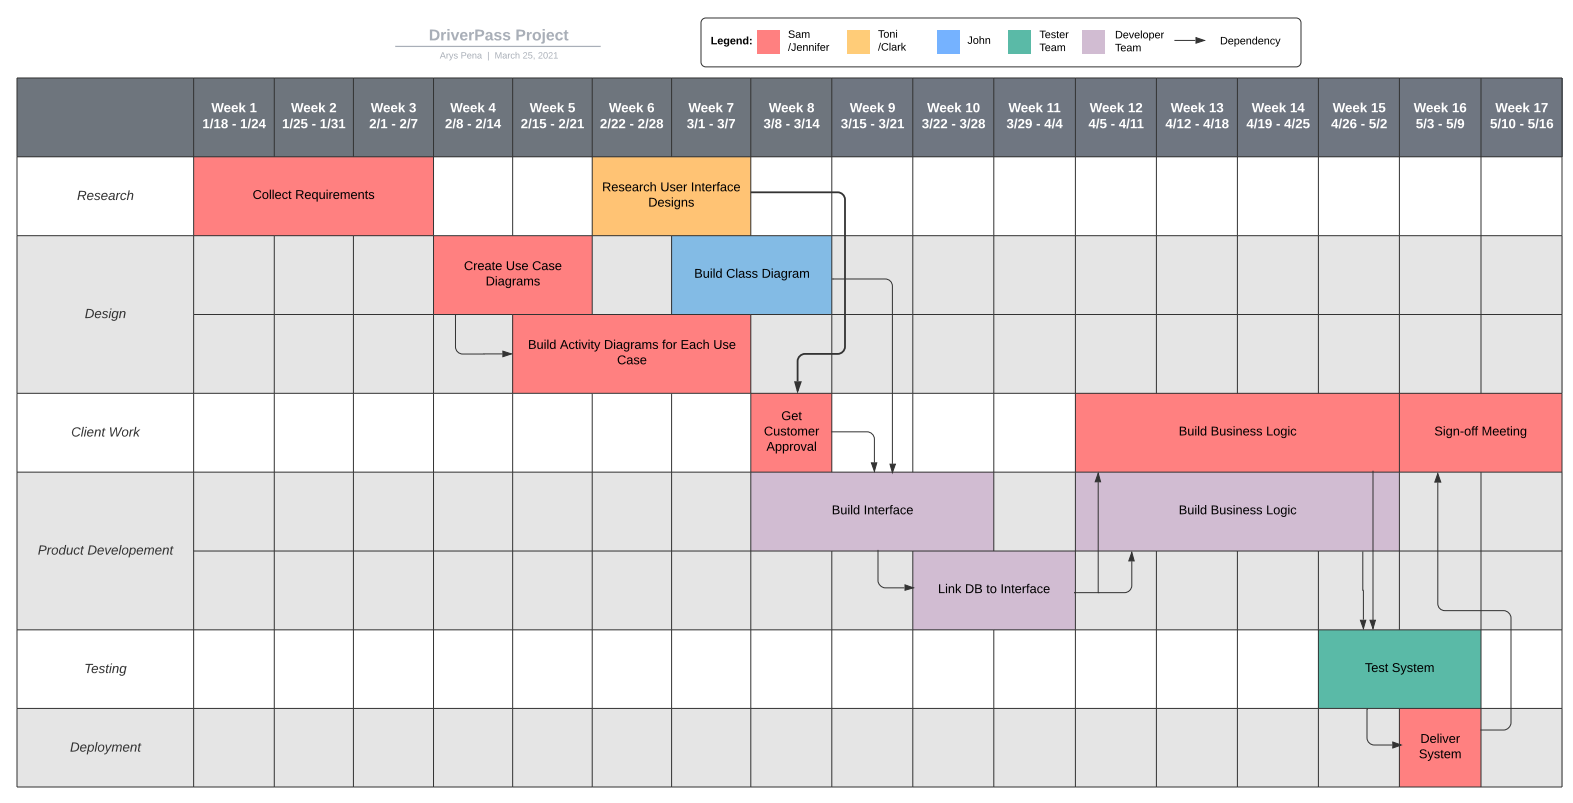 DriverPass Project
Arys Pena | March 25, 2021
Legend:
Sam
/Jennifer
Toni
/Clark
John
Tester
Team
Developer
Team
Dependency
Week 1
1/18 - 1/24
Week 2
1/25 - 1/31
Week 3
2/1 - 2/7
Week 4
2/8 - 2/14
Week 5
2/15 - 2/21
Week 6
2/22 - 2/28
Week 7
3/1 - 3/7
Week 8
3/8 - 3/14
Week 9
3/15 - 3/21
Week 10
3/22 - 3/28
Week 11
3/29 - 4/4
Week 12
4/5 - 4/11
Week 13
4/12 - 4/18
Week 14
4/19 - 4/25
Week 15
4/26 - 5/2
Week 16
5/3 - 5/9
Week 17
5/10 - 5/16
Research
Collect Requirements
Research User Interface
Designs
Design
Create Use Case
Diagrams
Build Class Diagram
Build Activity Diagrams for Each Use
Case
Client Work
Get
Customer
Approval
Build Business Logic
Sign-off Meeting
Product Developement
Build Interface
Build Business Logic
Link DB to Interface
Testing
Test System
Deployment
Deliver
System